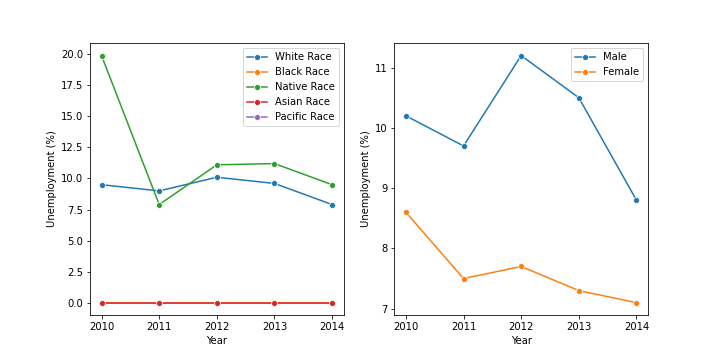 20.0
17.5
15.0
12.5
10.0
7.5
5.0
2.5
0.0
Unemployment (%)
2010 2011 2012 2013 2014
Year
White Race
Black Race
Native Race
Asian Race
Pacific Race
11
10
9
8
7
Unemployment (%)
2010 2011 2012 2013 2014
Year
Male
Female